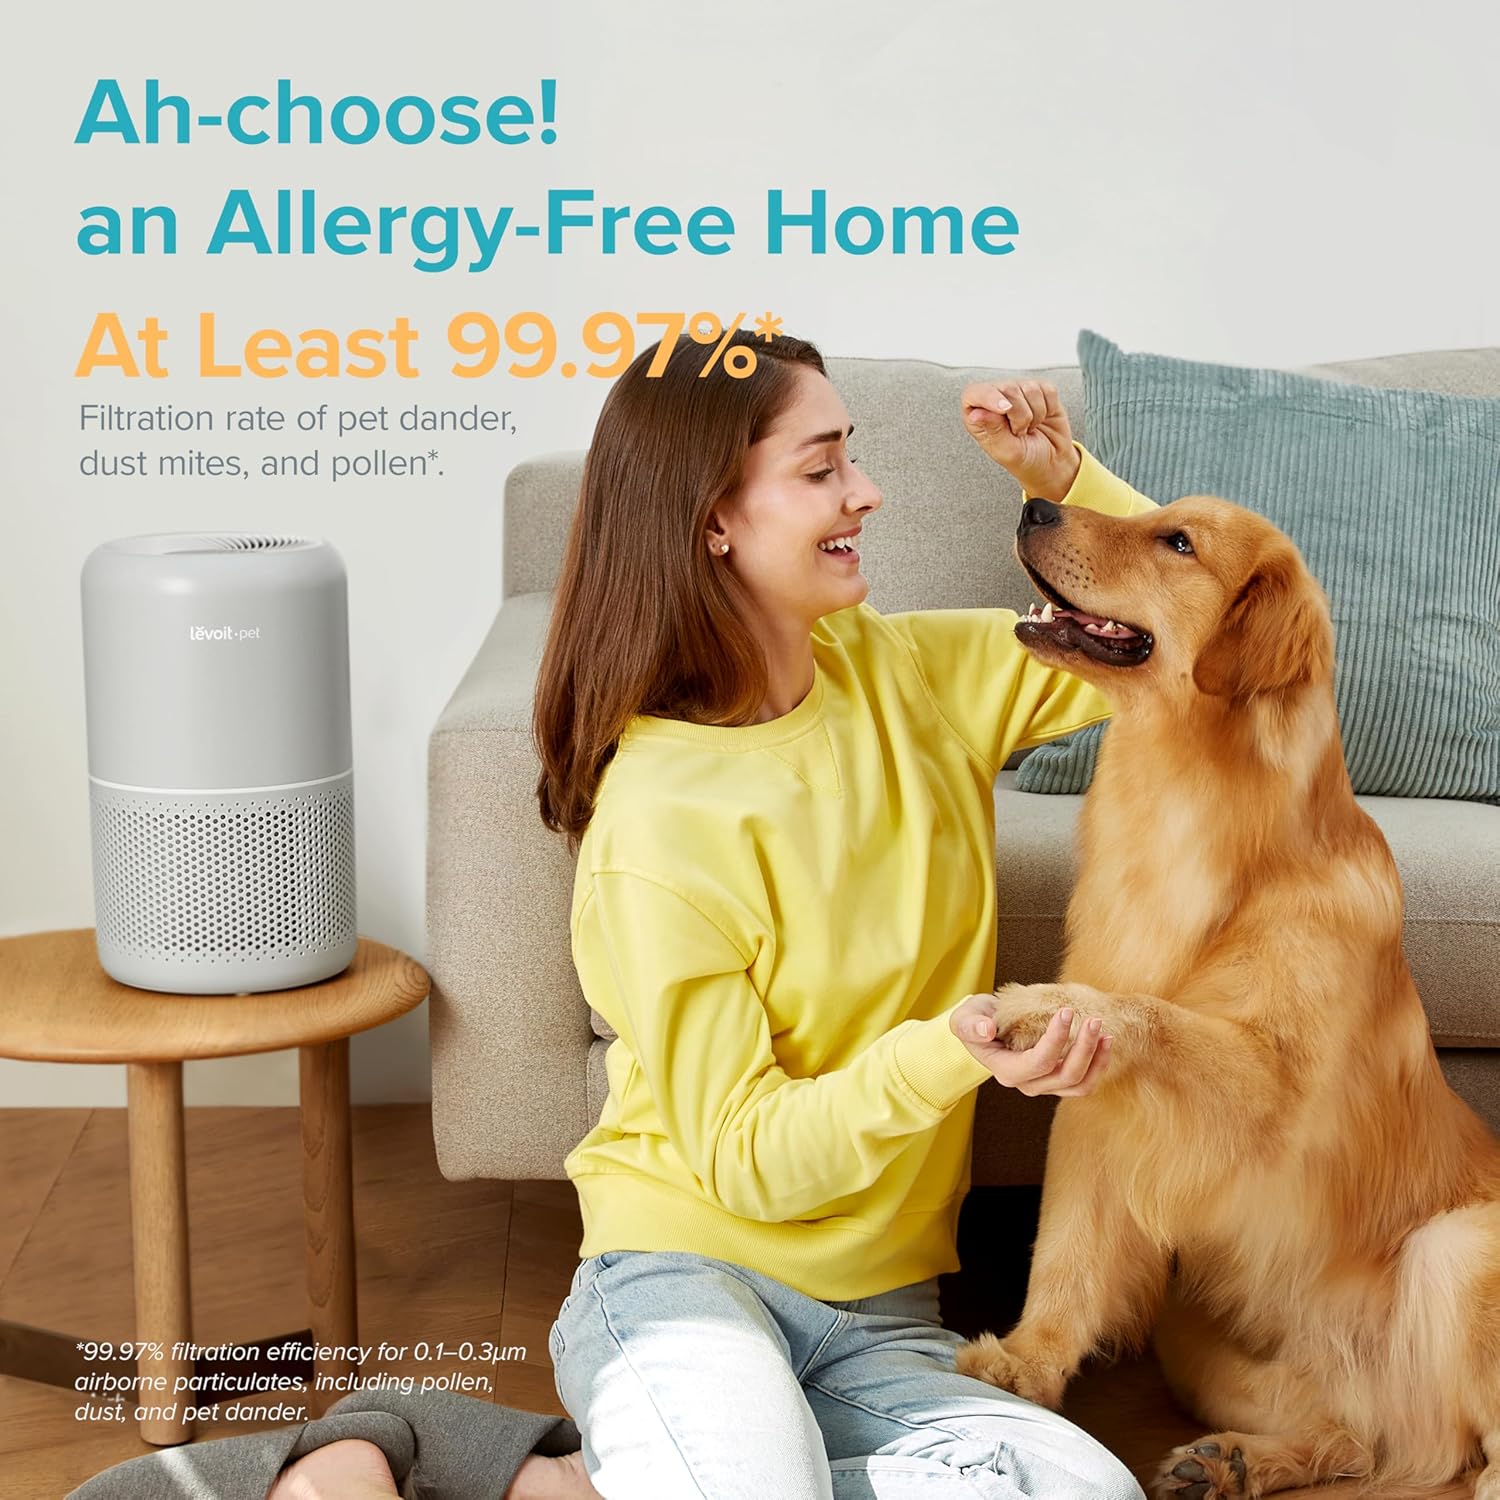 Ah-choose!
an Allergy-Free Home
At Least 99.97%*
Filtration rate of pet dander,
dust mites, and pollen*.
levoit·pet
*99.97% filtration efficiency for 0.1–0.3μm
airborne particulates, including pollen,
dust, and pet dander.